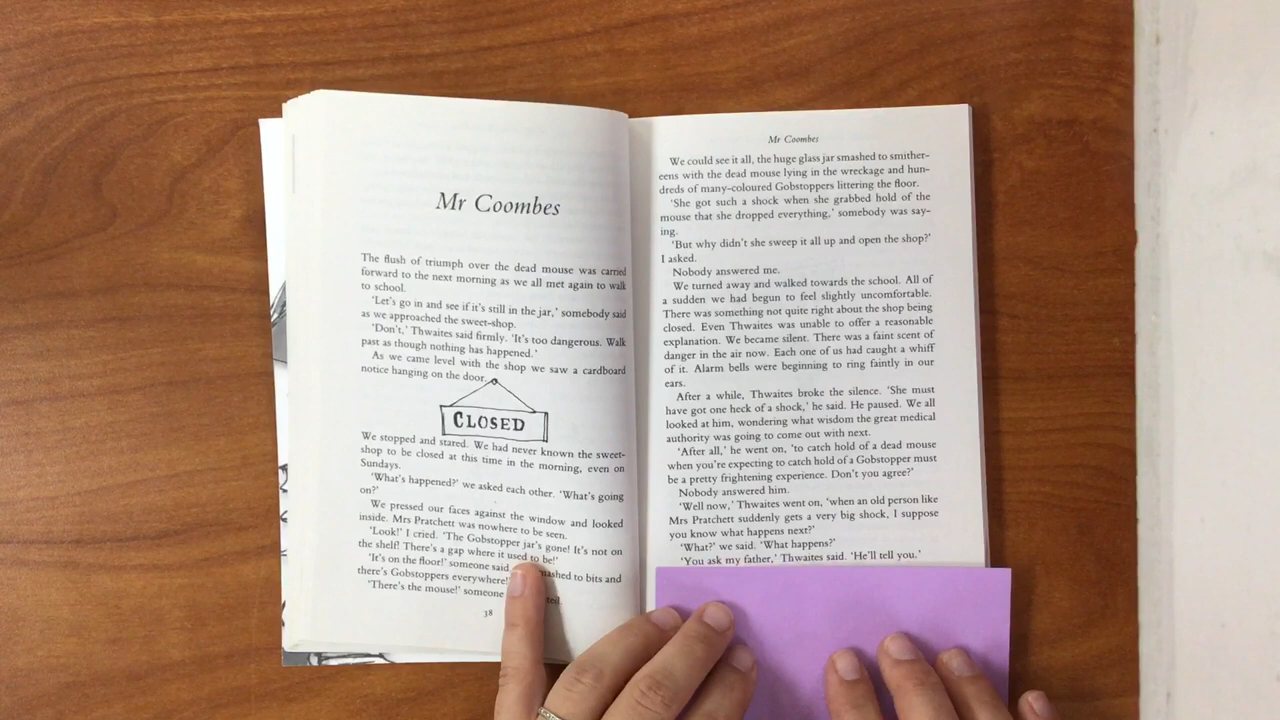 Mr Coombes
The flush of triumph over the dead mouse was carried
forward to the next morning as we all met again to walk
to school.
'Let's go in and see if it's still in the jar,' somebody said
as we approached the sweet-shop.
'Don't,' Thwaites said firmly. 'It's too dangerous. Walk
past as though nothing has happened.'
As we came level with the shop we saw a cardboard
notice hanging on the door.
CLOSED
We stopped and stared. We had never known the sweet-
shop to be closed at this time in the morning, even on
Sundays.
'What's happened?' we asked each other. 'What's going
on?'
We pressed our faces against the window and looked
inside. Mrs Pratchett was nowhere to be seen.
'Look!' I cried. 'The Gobstopper jar's gone! It's not on
the shelf! There's a gap where it used to be!'
'It's on the floor!' someone said. smashed to bits and
there's Gobstoppers everywhere!'
'There's the mouse!' someone
38
Mr Coombes
We could see it all, the huge glass jar smashed to smither-
eens with the dead mouse lying in the wreckage and hun-
dreds of many-coloured Gobstoppers littering the floor.
'She got such a shock when she grabbed hold of the
mouse that she dropped everything,' somebody was say-
ing.
'But why didn't she sweep it all up and open the shop?'
I asked.
Nobody answered me.
We turned away and walked towards the school. All of
a sudden we had begun to feel slightly uncomfortable.
There was something not quite right about the shop being
closed. Even Thwaites was unable to offer a reasonable
explanation. We became silent. There was a faint scent of
danger in the air now. Each one of us had caught a whiff
of it. Alarm bells were beginning to ring faintly in our
ears.
After a while, Thwaites broke the silence. 'She must
have got one heck of a shock,' he said. He paused. We all
looked at him, wondering what wisdom the great medical
authority was going to come out with next.
'After all,' he went on, 'to catch hold of a dead mouse
when you're expecting to catch hold of a Gobstopper must
be a pretty frightening experience. Don't you agree?'
Nobody answered him.
'Well now,' Thwaites went on, 'when an old person like
Mrs Pratchett suddenly gets a very big shock, I suppose
you know what happens next?'
'What?' we said. 'What happens?'
'You ask my father,' Thwaites said. 'He'll tell you.'